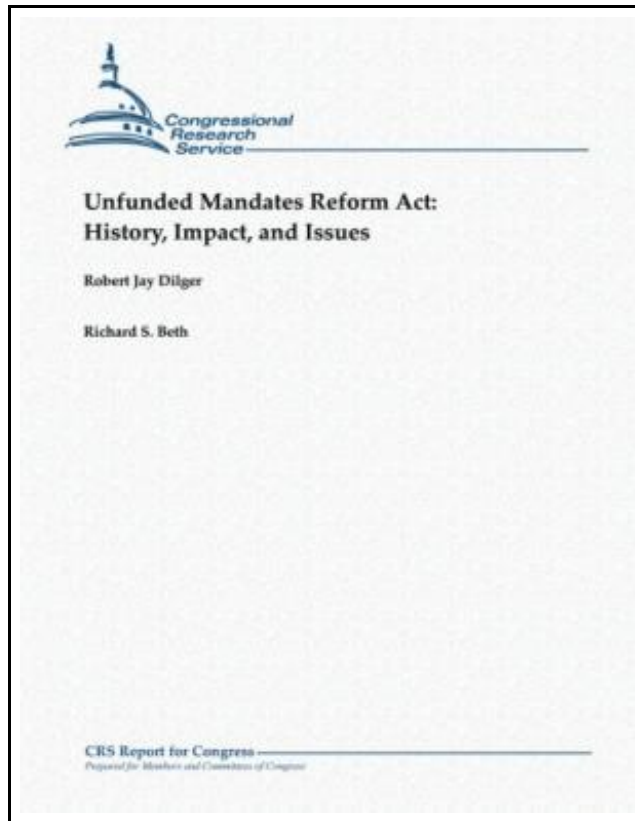 Congressional
Research
Service
Unfunded Mandates Reform Act:
History, Impact, and Issues
Robert Jay Dilger
Richard S. Beth
CRS Report for Congress
Prepared for Members and Committees of Congress